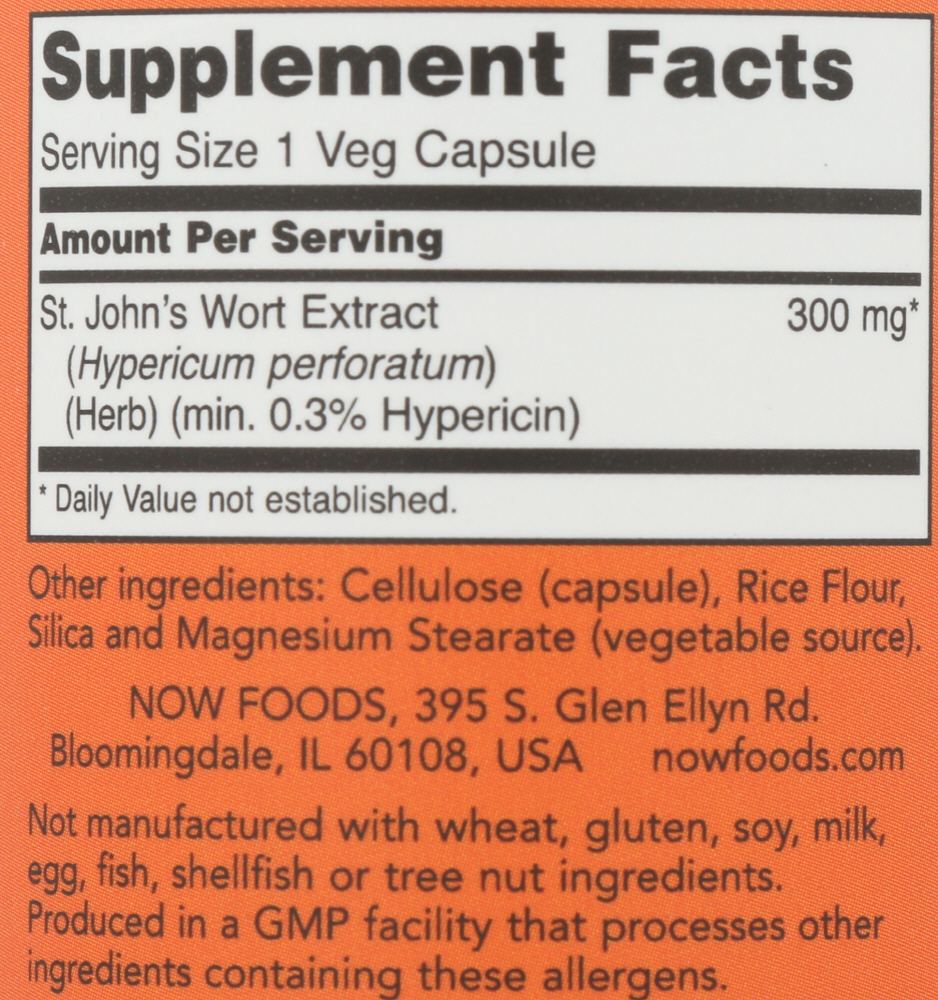 Supplement Facts
Serving Size 1 Veg Capsule
Amount Per Serving
St. John's Wort Extract 300 mg*
(Hypericum perforatum)
(Herb) (min. 0.3% Hypericin)
* Daily Value not established.
Other ingredients: Cellulose (capsule), Rice Flour,
Silica and Magnesium Stearate (vegetable source).
NOW FOODS, 395 S. Glen Ellyn Rd.
Bloomingdale, IL 60108, USA nowfoods.com
Not manufactured with wheat, gluten, soy, milk,
egg, fish, shellfish or tree nut ingredients.
Produced in a GMP facility that processes other
ingredients containing these allergens.